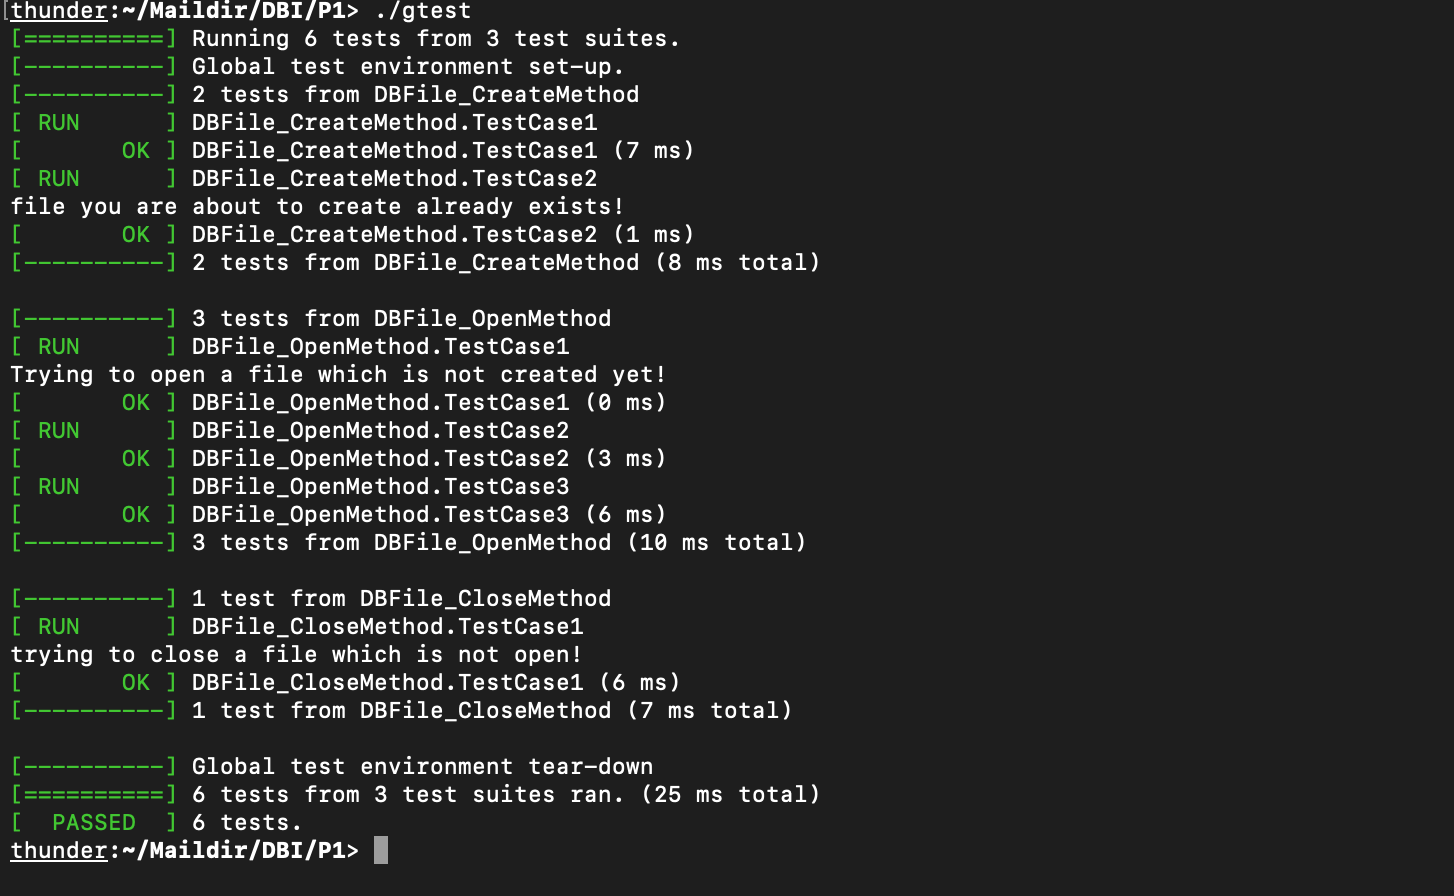 [thunder:~/Maildir/DBI/P1> ./gtest
[==========] Running 6 tests from 3 test suites.
[----------] Global test environment set-up.
[----------] 2 tests from DBFile_CreateMethod
[ RUN      ] DBFile_CreateMethod.TestCase1
[       OK ] DBFile_CreateMethod.TestCase1 (7 ms)
[ RUN      ] DBFile_CreateMethod.TestCase2
file you are about to create already exists!
[       OK ] DBFile_CreateMethod.TestCase2 (1 ms)
[----------] 2 tests from DBFile_CreateMethod (8 ms total)

[----------] 3 tests from DBFile_OpenMethod
[ RUN      ] DBFile_OpenMethod.TestCase1
Trying to open a file which is not created yet!
[       OK ] DBFile_OpenMethod.TestCase1 (0 ms)
[ RUN      ] DBFile_OpenMethod.TestCase2
[       OK ] DBFile_OpenMethod.TestCase2 (3 ms)
[ RUN      ] DBFile_OpenMethod.TestCase3
[       OK ] DBFile_OpenMethod.TestCase3 (6 ms)
[----------] 3 tests from DBFile_OpenMethod (10 ms total)

[----------] 1 test from DBFile_CloseMethod
[ RUN      ] DBFile_CloseMethod.TestCase1
trying to close a file which is not open!
[       OK ] DBFile_CloseMethod.TestCase1 (6 ms)
[----------] 1 test from DBFile_CloseMethod (7 ms total)

[----------] Global test environment tear-down
[==========] 6 tests from 3 test suites ran. (25 ms total)
[  PASSED  ] 6 tests.
thunder:~/Maildir/DBI/P1>